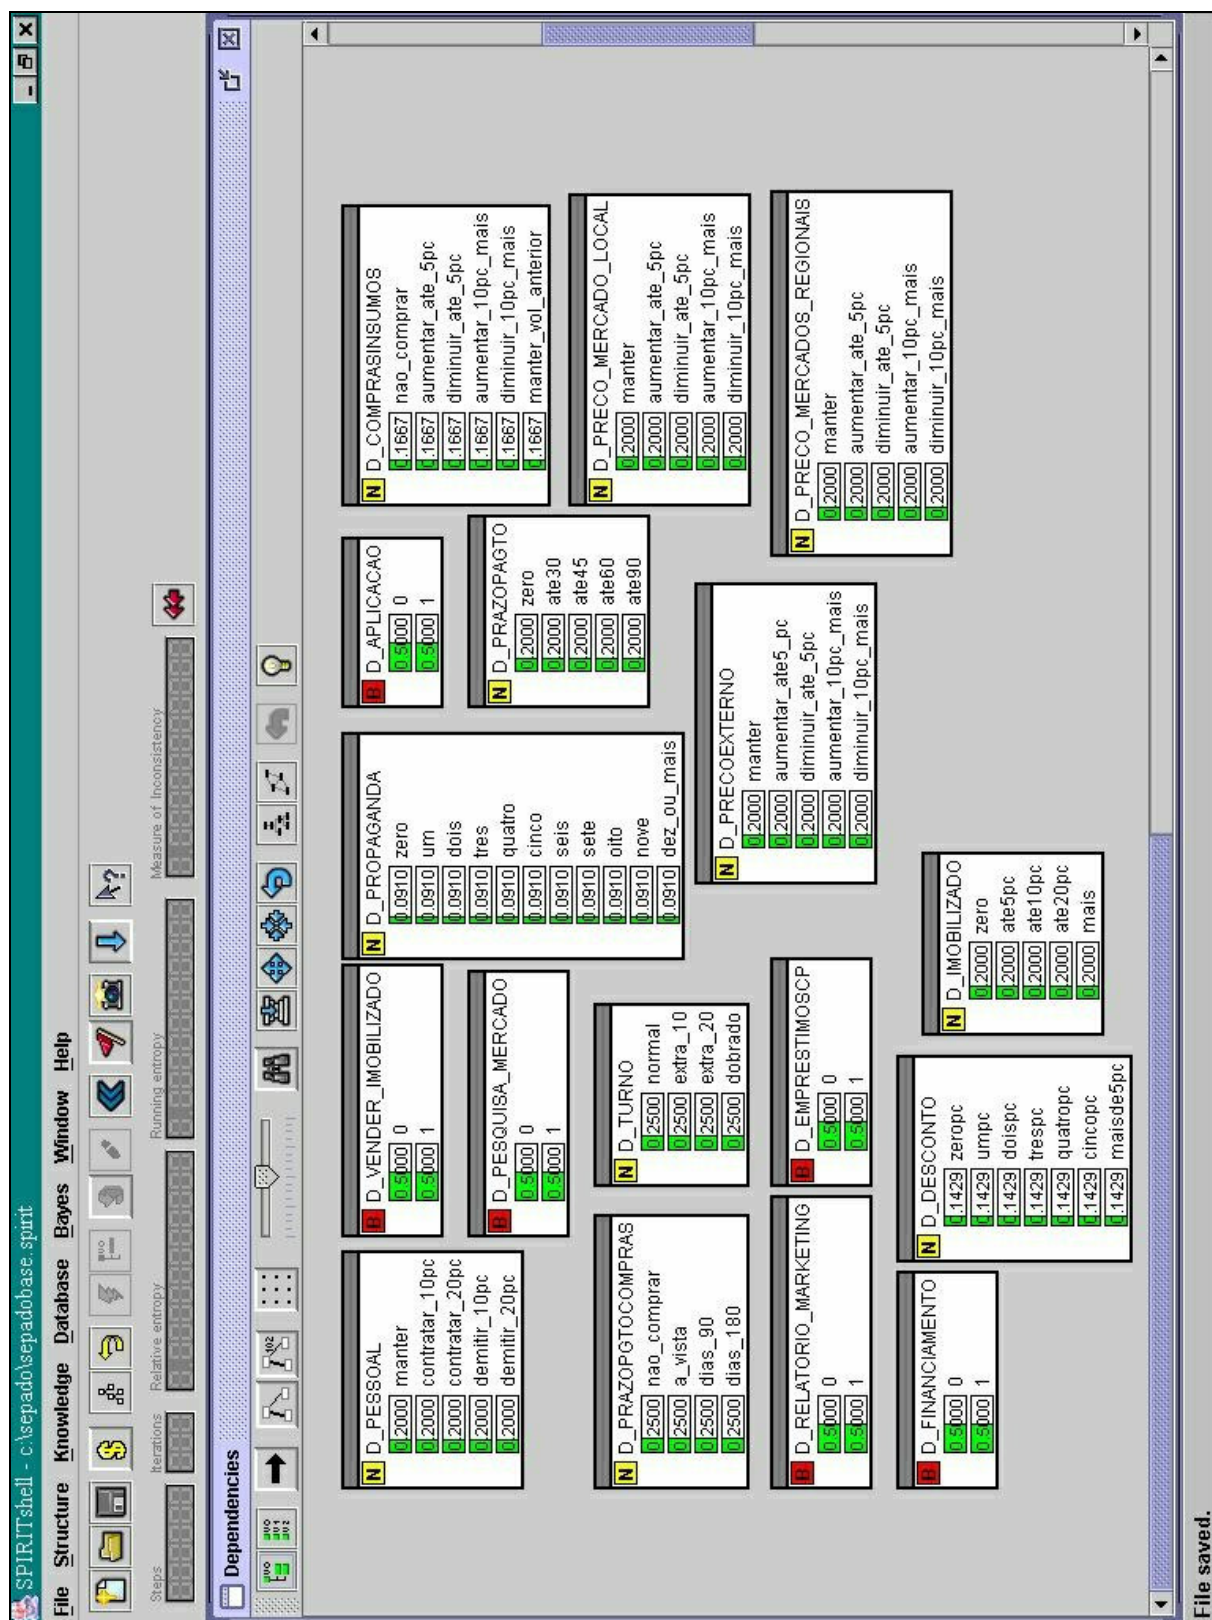 SPIRITshell - c:\sepado\sepadobase.spirit
File Structure Knowledge Database Bayes Window Help
Steps Iterations Relative entropy Running entropy Measure of Inconsistency
Dependencies
D_PESSOAL
0.2000 manter
0.2000 contratar_10pc
0.2000 contratar_20pc
0.2000 demitir_10pc
0.2000 demitir_20pc
D_VENDER_IMOBILIZADO
0.5000 0
0.5000 1
D_PROPAGANDA
0.0910 zero
0.0910 um
0.0910 dois
0.0910 tres
0.0910 quatro
0.0910 cinco
0.0910 seis
0.0910 sete
0.0910 oito
0.0910 nove
0.0910 dez_ou_mais
D_APLICACAO
0.5000 0
0.5000 1
D_COMPRASINSUMOS
0.1667 nao_comprar
0.1667 aumentar_ate_5pc
0.1667 diminuir_ate_5pc
0.1667 aumentar_10pc_mais
0.1667 diminuir_10pc_mais
0.1667 manter_vol_anterior
D_PESQUISA_MERCADO
0.5000 0
0.5000 1
D_PRAZOPAGTO
0.2000 zero
0.2000 ate30
0.2000 ate45
0.2000 ate60
0.2000 ate90
D_PRECO_MERCADO_LOCAL
0.2000 manter
0.2000 aumentar_ate_5pc
0.2000 diminuir_ate_5pc
0.2000 aumentar_10pc_mais
0.2000 diminuir_10pc_mais
D_PRAZOPGTOCOMPRAS
0.2500 nao_comprar
0.2500 a_vista
0.2500 dias_90
0.2500 dias_180
D_TURNO
0.2500 normal
0.2500 extra_10
0.2500 extra_20
0.2500 dobrado
D_PRECOEXTERNO
0.2000 manter
0.2000 aumentar_ate5_pc
0.2000 diminuir_ate_5pc
0.2000 aumentar_10pc_mais
0.2000 diminuir_10pc_mais
D_PRECO_MERCADOS_REGIONAIS
0.2000 manter
0.2000 aumentar_ate_5pc
0.2000 diminuir_ate_5pc
0.2000 aumentar_10pc_mais
0.2000 diminuir_10pc_mais
D_RELATORIO_MARKETING
0.5000 0
0.5000 1
D_EMPRESTIMOSCP
0.5000 0
0.5000 1
D_FINANCIAMENTO
0.5000 0
0.5000 1
D_DESCONTO
0.1429 zeropc
0.1429 umpc
0.1429 doispc
0.1429 trespc
0.1429 quatropc
0.1429 cincopc
0.1429 maisde5pc
D_IMOBILIZADO
0.2000 zero
0.2000 ate5pc
0.2000 ate10pc
0.2000 ate20pc
0.2000 mais
File saved.